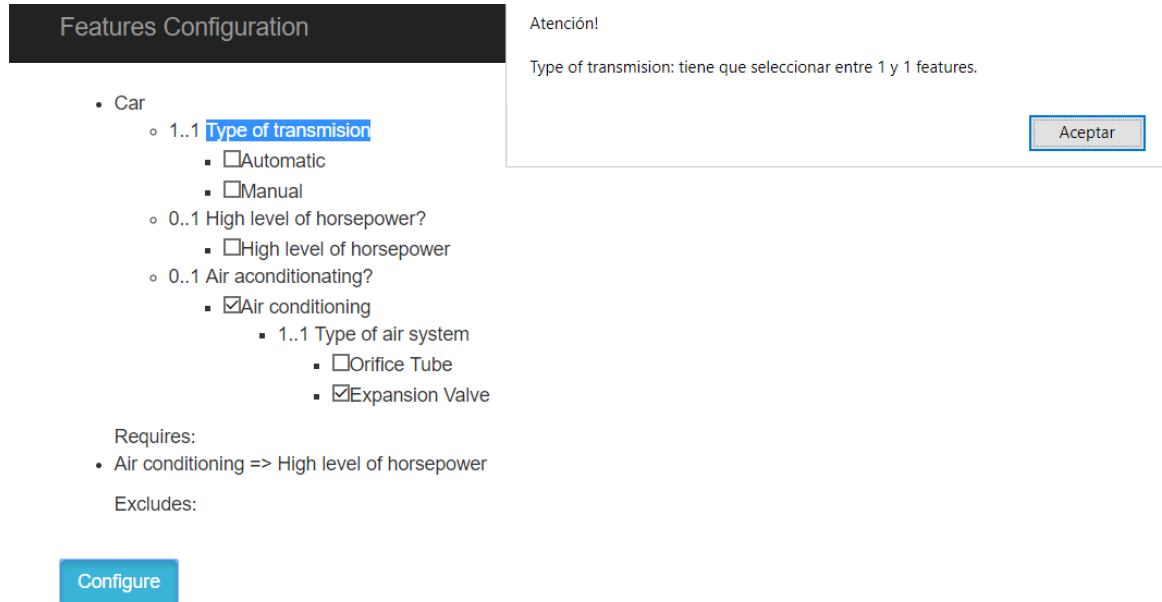 Features Configuration
Atención!
Type of transmision: tiene que seleccionar entre 1 y 1 features.
Aceptar
Car
1..1 Type of transmision
Automatic
Manual
0..1 High level of horsepower?
High level of horsepower
0..1 Air aconditionating?
Air conditioning
1..1 Type of air system
Orifice Tube
Expansion Valve
Requires:
Air conditioning => High level of horsepower
Excludes:
Configure